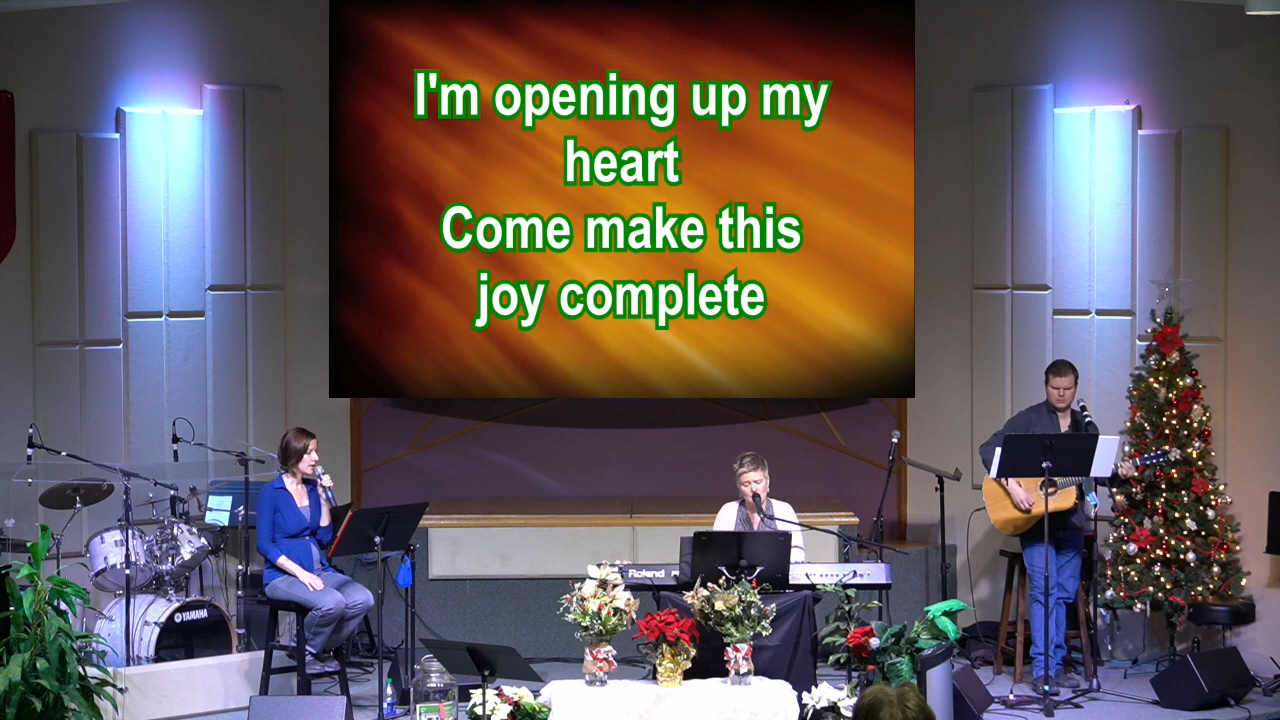 I'm opening up my
heart
Come make this
joy complete
Roland
YAMAHA